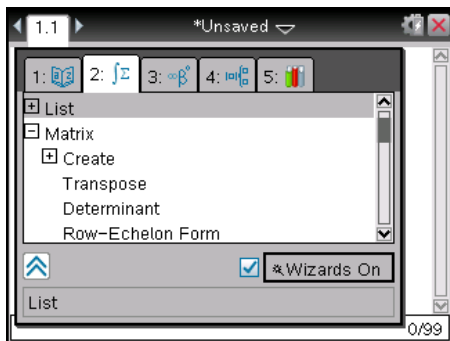 1.1 *Unsaved
1: 2: ∫Σ 3: ∞β° 4: 5:
List
Matrix
Create
Transpose
Determinant
Row-Echelon Form
Wizards On
List
0/99